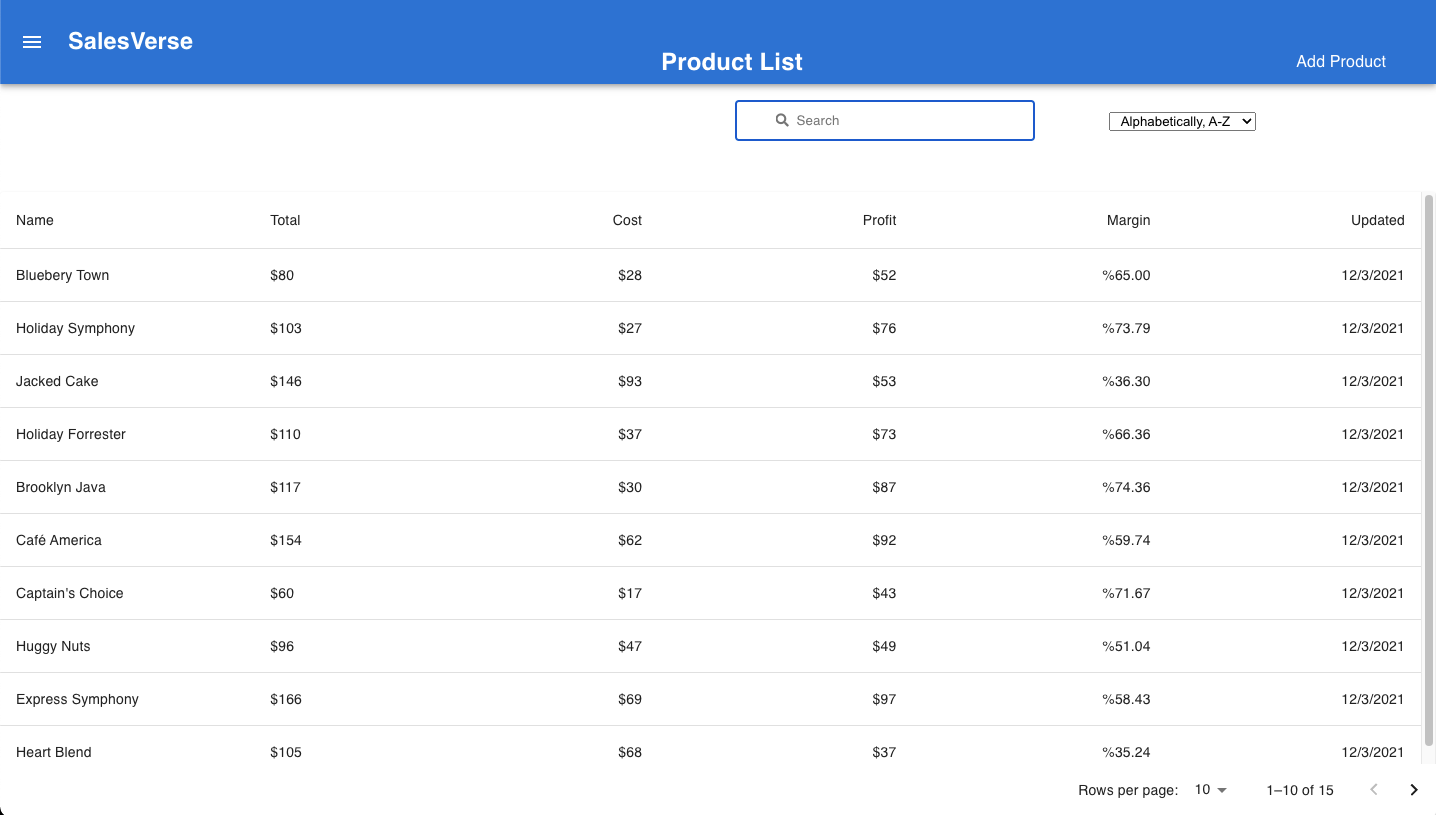 SalesVerse
Product List
Add Product
Search
Alphabetically, A-Z
Name Total Cost Profit Margin Updated
Bluebery Town $80 $28 $52 %65.00 12/3/2021
Holiday Symphony $103 $27 $76 %73.79 12/3/2021
Jacked Cake $146 $93 $53 %36.30 12/3/2021
Holiday Forrester $110 $37 $73 %66.36 12/3/2021
Brooklyn Java $117 $30 $87 %74.36 12/3/2021
Café America $154 $62 $92 %59.74 12/3/2021
Captain's Choice $60 $17 $43 %71.67 12/3/2021
Huggy Nuts $96 $47 $49 %51.04 12/3/2021
Express Symphony $166 $69 $97 %58.43 12/3/2021
Heart Blend $105 $68 $37 %35.24 12/3/2021
Rows per page: 10 1–10 of 15